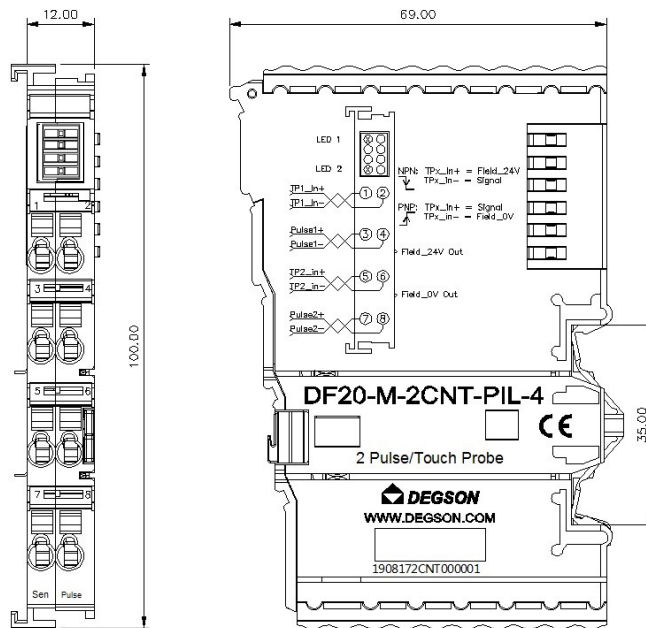 12.00
69.00
100.00
35.00
1 2
3 4
5 6
7 8
Sen Pulse
LED 1
LED 2
TP1_In+
TP1_In-
① ②
Pulse1+
Pulse1-
③ ④
TP2_in+
TP2_in-
⑤ ⑥
Pulse2+
Pulse2-
⑦ ⑧
NPN: TPx_In+ = Field_24V
TPx_In- = Signal
PNP: TPx_in+ = Signal
TPx_in- = Field_0V
Field_24V Out
Field_0V Out
DF20-M-2CNT-PIL-4
CE
2 Pulse/Touch Probe
DEGSON
WWW.DEGSON.COM
1908172CNT000001